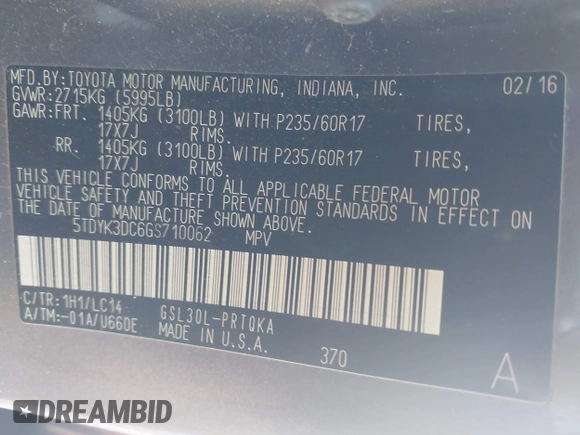 MFD.BY:TOYOTA MOTOR MANUFACTURING, INDIANA, INC. 02/16
GVWR:2715KG (5995LB)
GAWR:FRT. 1405KG (3100LB) WITH P235/60R17 TIRES,
17X7J RIMS.
RR. 1405KG (3100LB) WITH P235/60R17 TIRES,
17X7J RIMS.
THIS VEHICLE CONFORMS TO ALL APPLICABLE FEDERAL MOTOR
VEHICLE SAFETY AND THEFT PREVENTION STANDARDS IN EFFECT ON
THE DATE OF MANUFACTURE SHOWN ABOVE.
5TDYK3DC6GS710062 MPV
C/TR:1H1/LC14 GSL30L-PRTQKA
A/TM:-01A/U660E MADE IN U.S.A.
370
A
DREAMBID